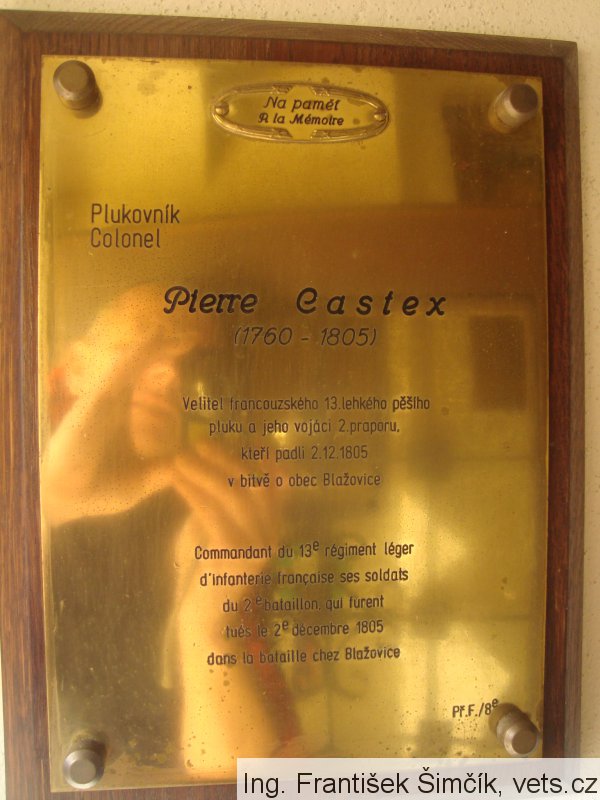 Na paměť
A la Mémoire
Plukovník
Colonel
Pierre Castex
(1760 - 1805)
Velitel francouzského 13.lehkého pěšího
pluku a jeho vojáci 2.praporu,
kteří padli 2.12.1805
v bitvě o obec Blažovice
Commandant du 13e régiment léger
d'infanterie française ses soldats
du 2e bataillon, qui furent
tués le 2e décembre 1805
dans la bataille chez Blažovice
Př.F./8e
Ing. František Šimčík, vets.cz